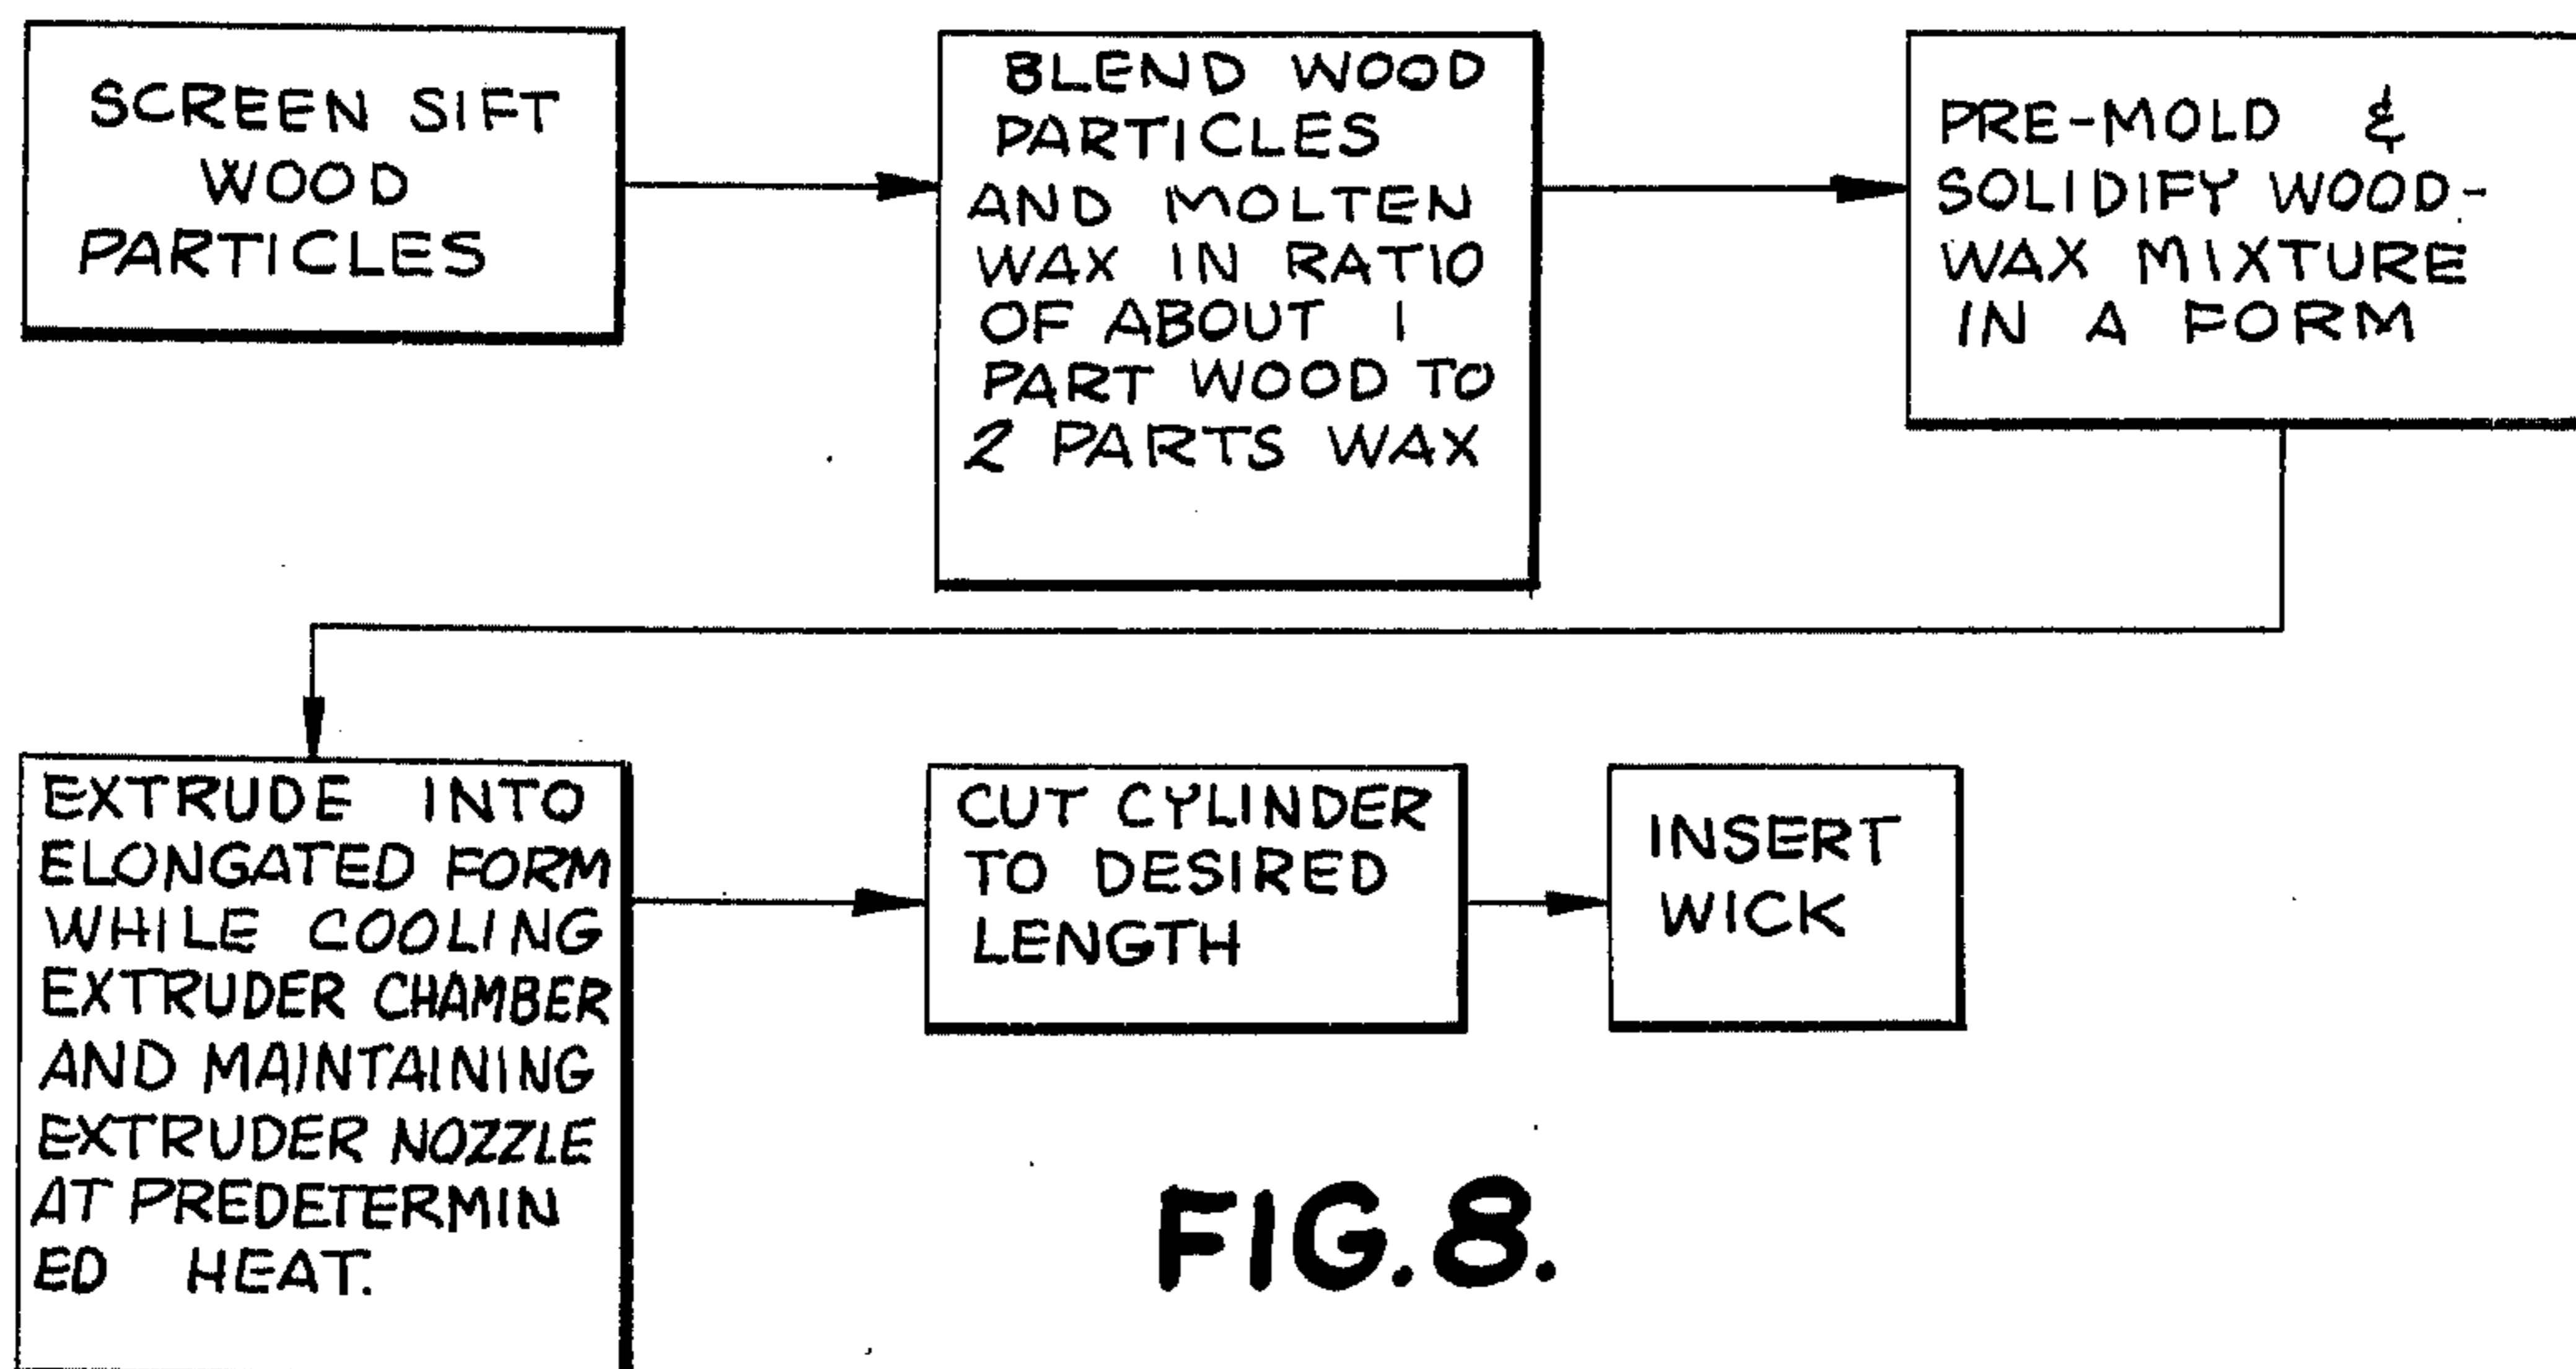 SCREEN SIFT
WOOD
PARTICLES
BLEND WOOD
PARTICLES
AND MOLTEN
WAX IN RATIO
OF ABOUT 1
PART WOOD TO
2 PARTS WAX
PRE-MOLD &
SOLIDIFY WOOD-
WAX MIXTURE
IN A FORM
EXTRUDE INTO
ELONGATED FORM
WHILE COOLING
EXTRUDER CHAMBER
AND MAINTAINING
EXTRUDER NOZZLE
AT PREDETERMIN
ED HEAT.
CUT CYLINDER
TO DESIRED
LENGTH
INSERT
WICK
FIG.8.